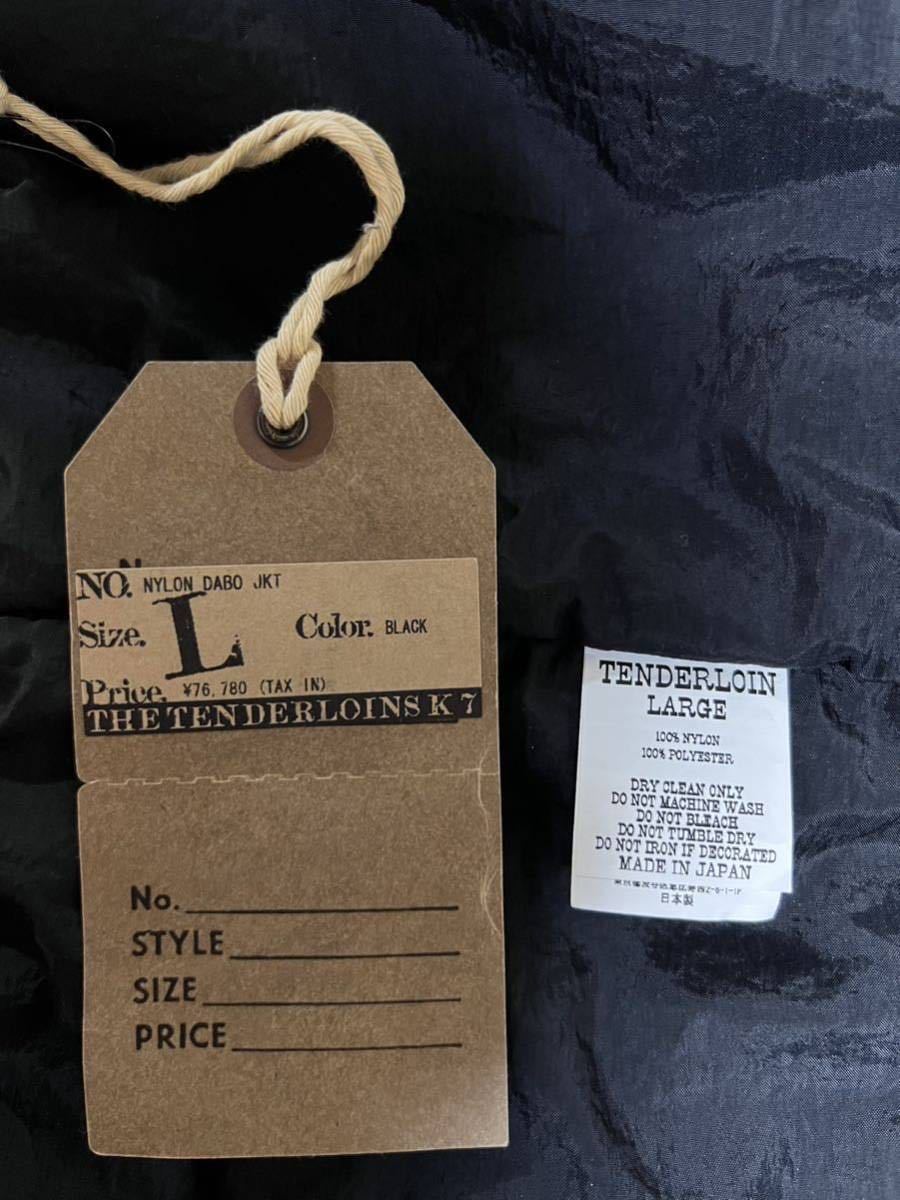 NO. NYLON DABO JKT
Size. L Color. BLACK
Price. ¥76,780 (TAX IN)
THE TENDERLOINS K 7
No.
STYLE
SIZE
PRICE
TENDERLOIN
LARGE
100% NYLON
100% POLYESTER
DRY CLEAN ONLY
DO NOT MACHINE WASH
DO NOT BLEACH
DO NOT TUMBLE DRY
DO NOT IRON IF DECORATED
MADE IN JAPAN
日本製